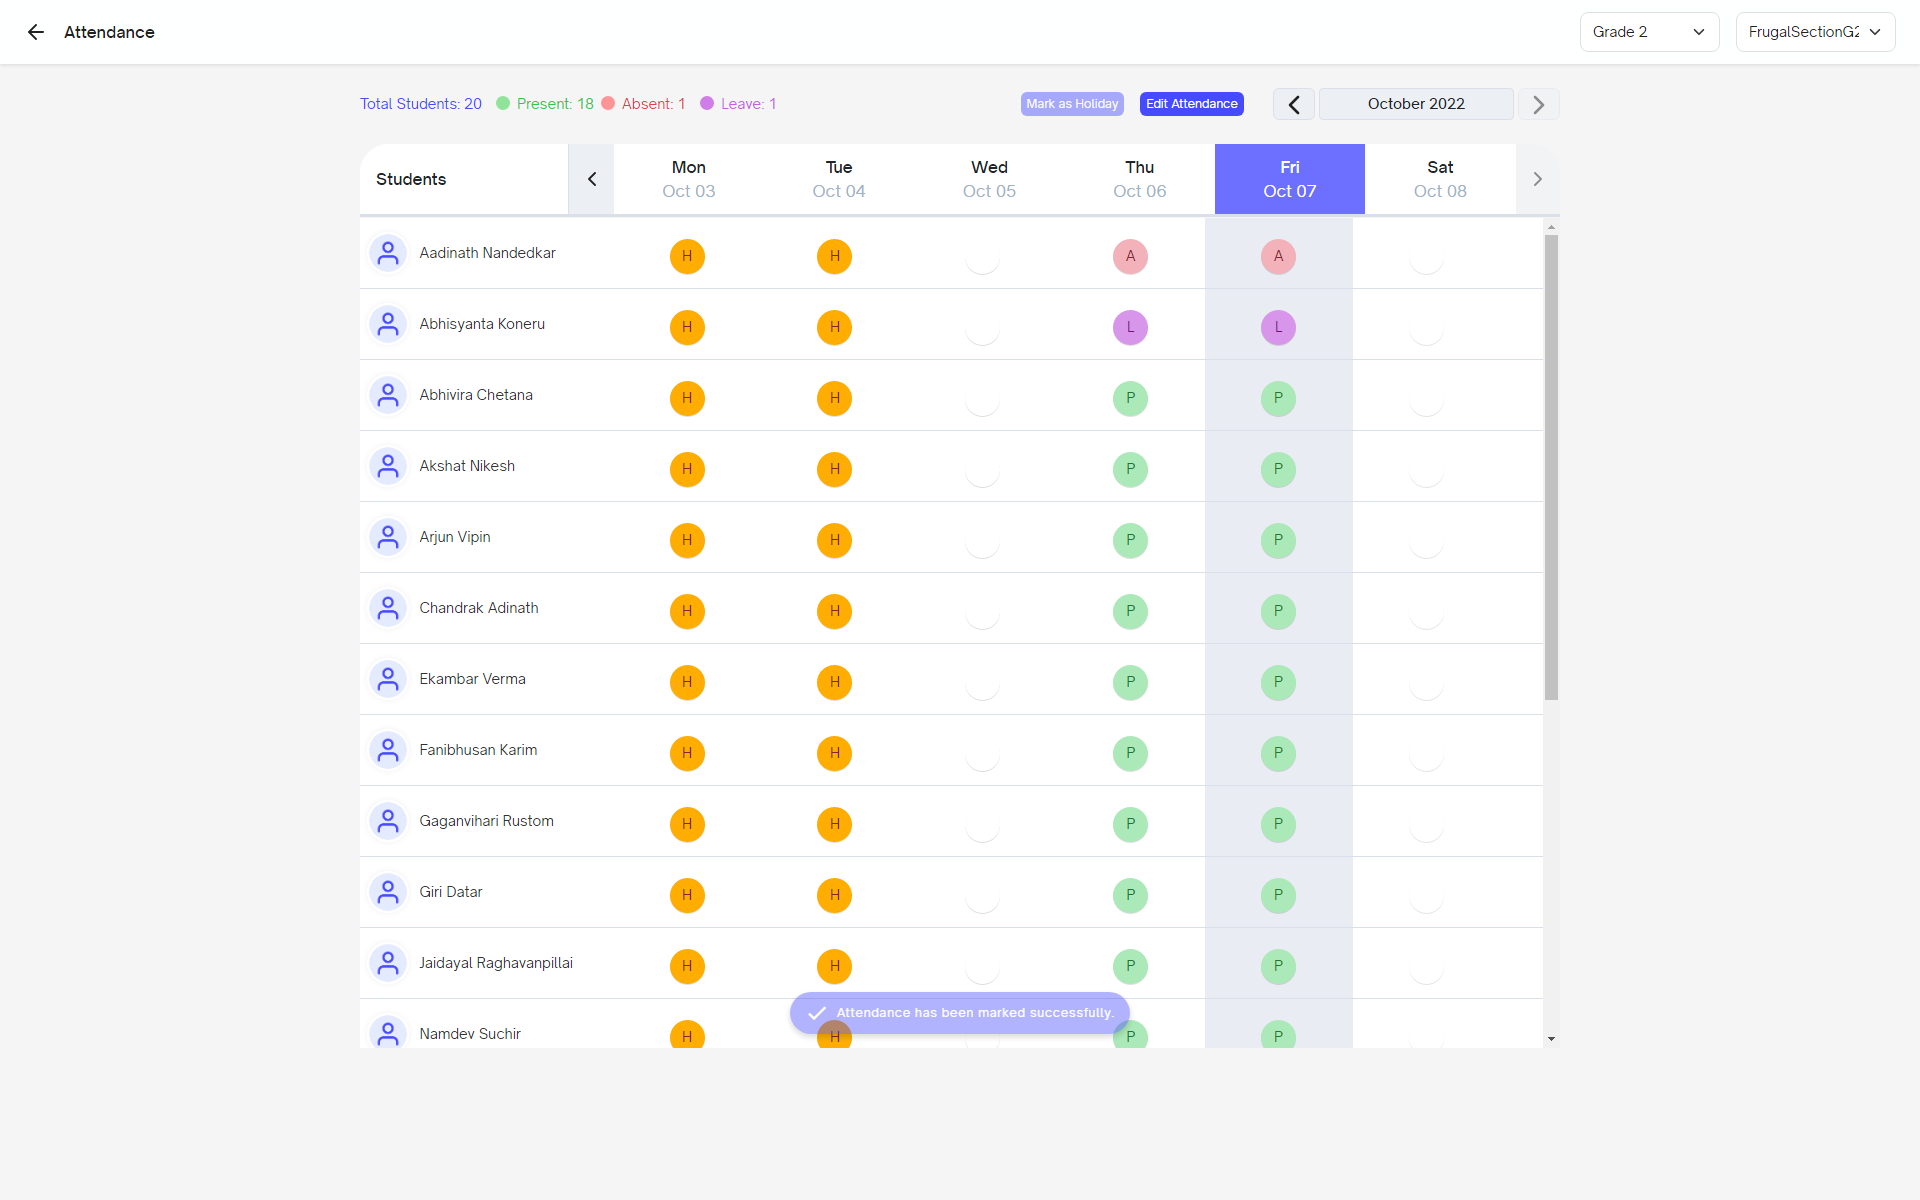 Attendance
Grade 2
FrugalSectionG2
Total Students: 20 Present: 18 Absent: 1 Leave: 1
Mark as Holiday
Edit Attendance
October 2022
Students Mon Tue Wed Thu Fri Sat
Oct 03 Oct 04 Oct 05 Oct 06 Oct 07 Oct 08
Aadinath Nandedkar H H A A
Abhisyanta Koneru H H L L
Abhivira Chetana H H P P
Akshat Nikesh H H P P
Arjun Vipin H H P P
Chandrak Adinath H H P P
Ekambar Verma H H P P
Fanibhusan Karim H H P P
Gaganvihari Rustom H H P P
Giri Datar H H P P
Jaidayal Raghavanpillai H H P P
Attendance has been marked successfully.
Namdev Suchir H H P P